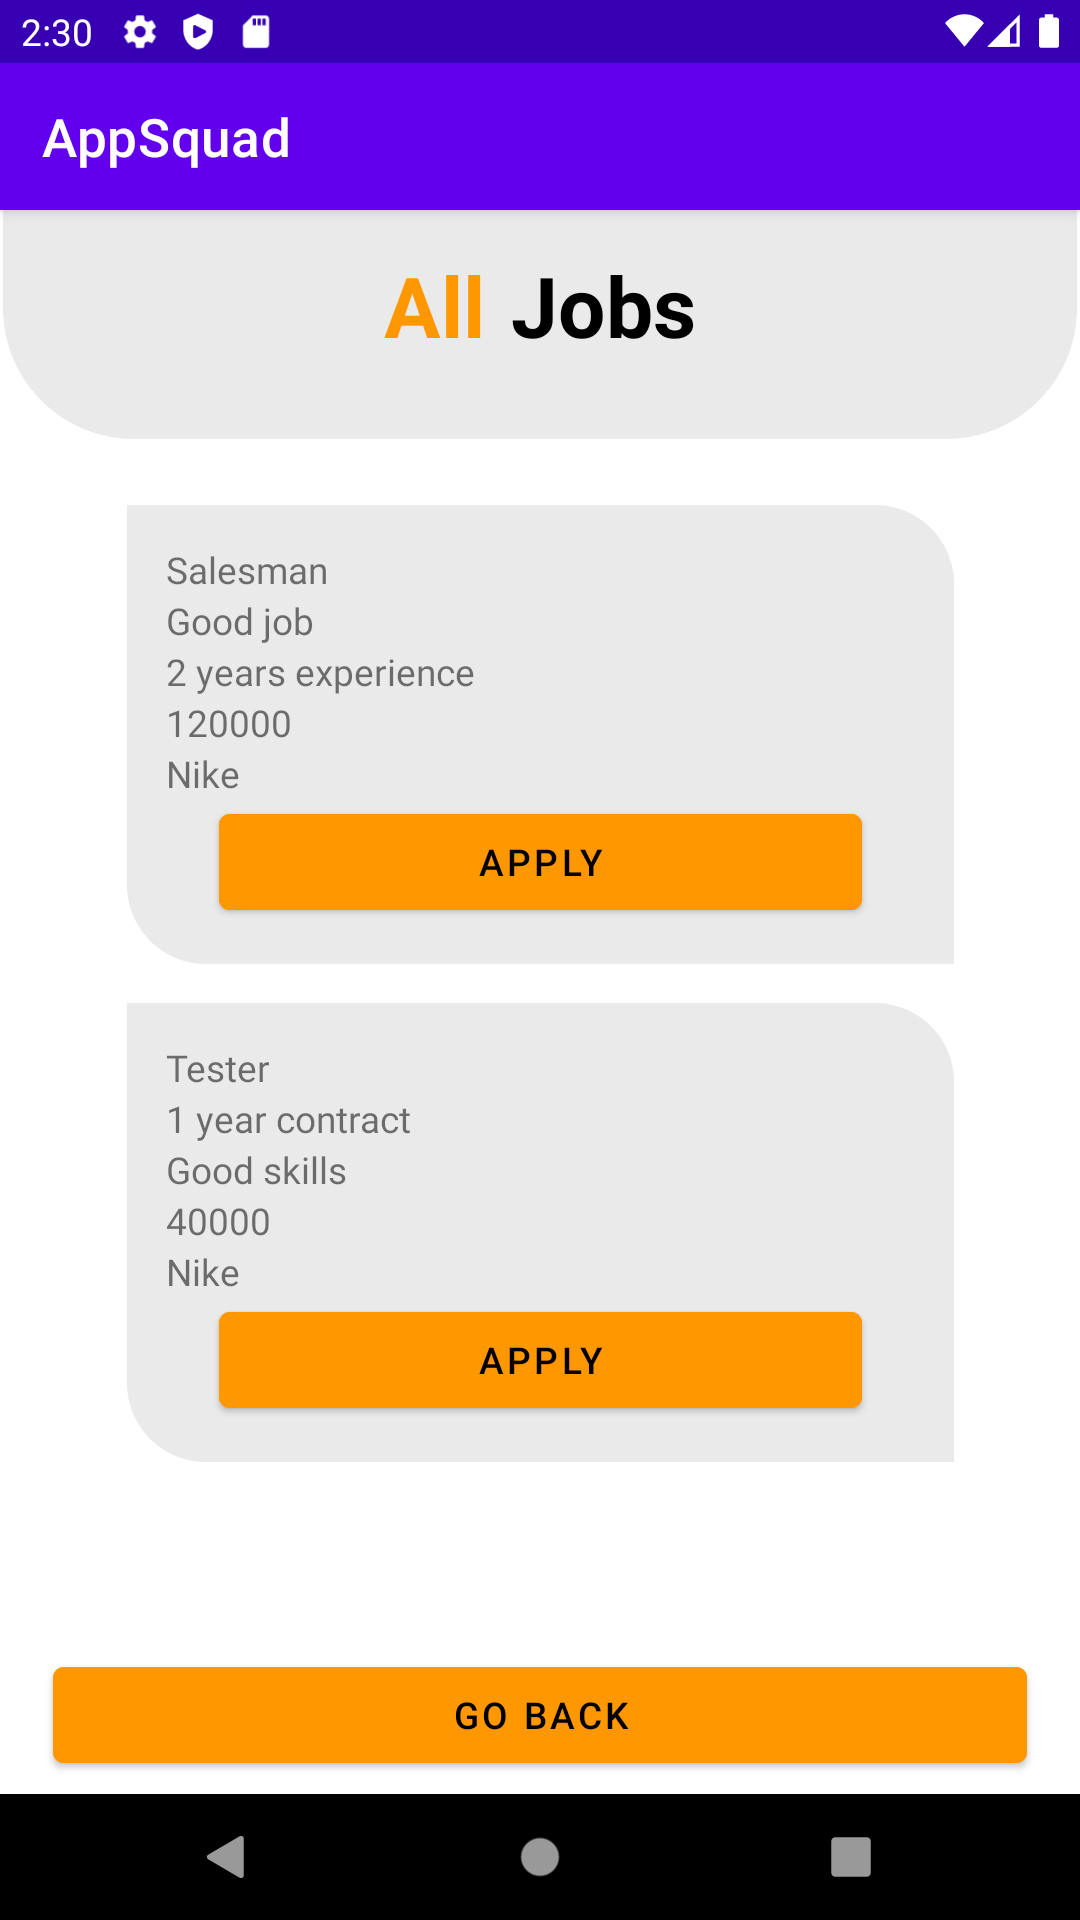 2:30
AppSquad
All Jobs
Salesman
Good job
2 years experience
120000
Nike
APPLY
Tester
1 year contract
Good skills
40000
Nike
APPLY
GO BACK